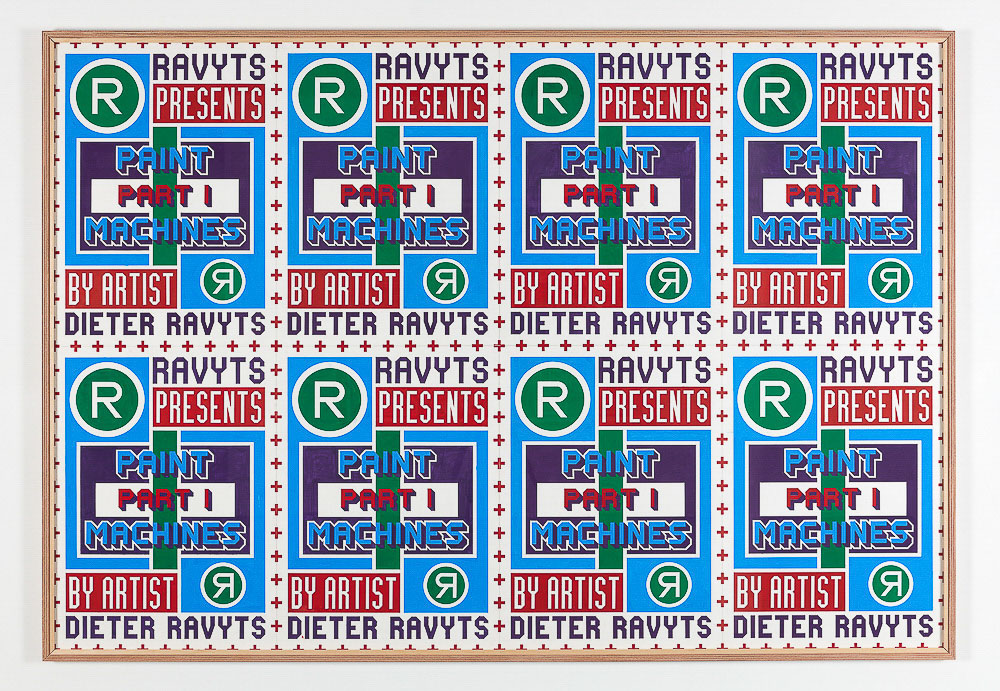 R RAVYTS
PRESENTS
PAINT
PART I
MACHINES
BY ARTIST Я
DIETER RAVYTS
R RAVYTS
PRESENTS
PAINT
PART I
MACHINES
BY ARTIST Я
DIETER RAVYTS
R RAVYTS
PRESENTS
PAINT
PART I
MACHINES
BY ARTIST Я
DIETER RAVYTS
R RAVYTS
PRESENTS
PAINT
PART I
MACHINES
BY ARTIST Я
DIETER RAVYTS
R RAVYTS
PRESENTS
PAINT
PART I
MACHINES
BY ARTIST Я
DIETER RAVYTS
R RAVYTS
PRESENTS
PAINT
PART I
MACHINES
BY ARTIST Я
DIETER RAVYTS
R RAVYTS
PRESENTS
PAINT
PART I
MACHINES
BY ARTIST Я
DIETER RAVYTS
R RAVYTS
PRESENTS
PAINT
PART I
MACHINES
BY ARTIST Я
DIETER RAVYTS